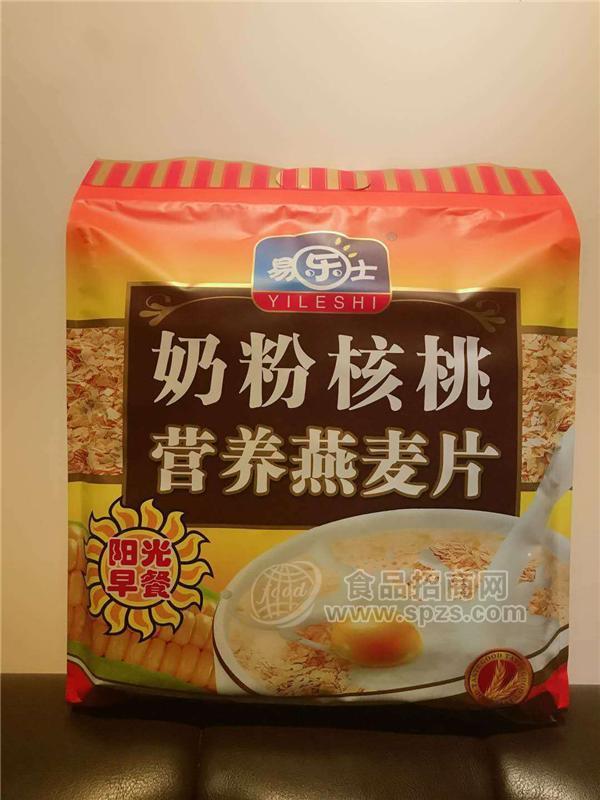 易乐士
®
YILESHI
奶粉核桃
营养燕麦片
阳光
早餐
food
食品招商网
www.spzs.com